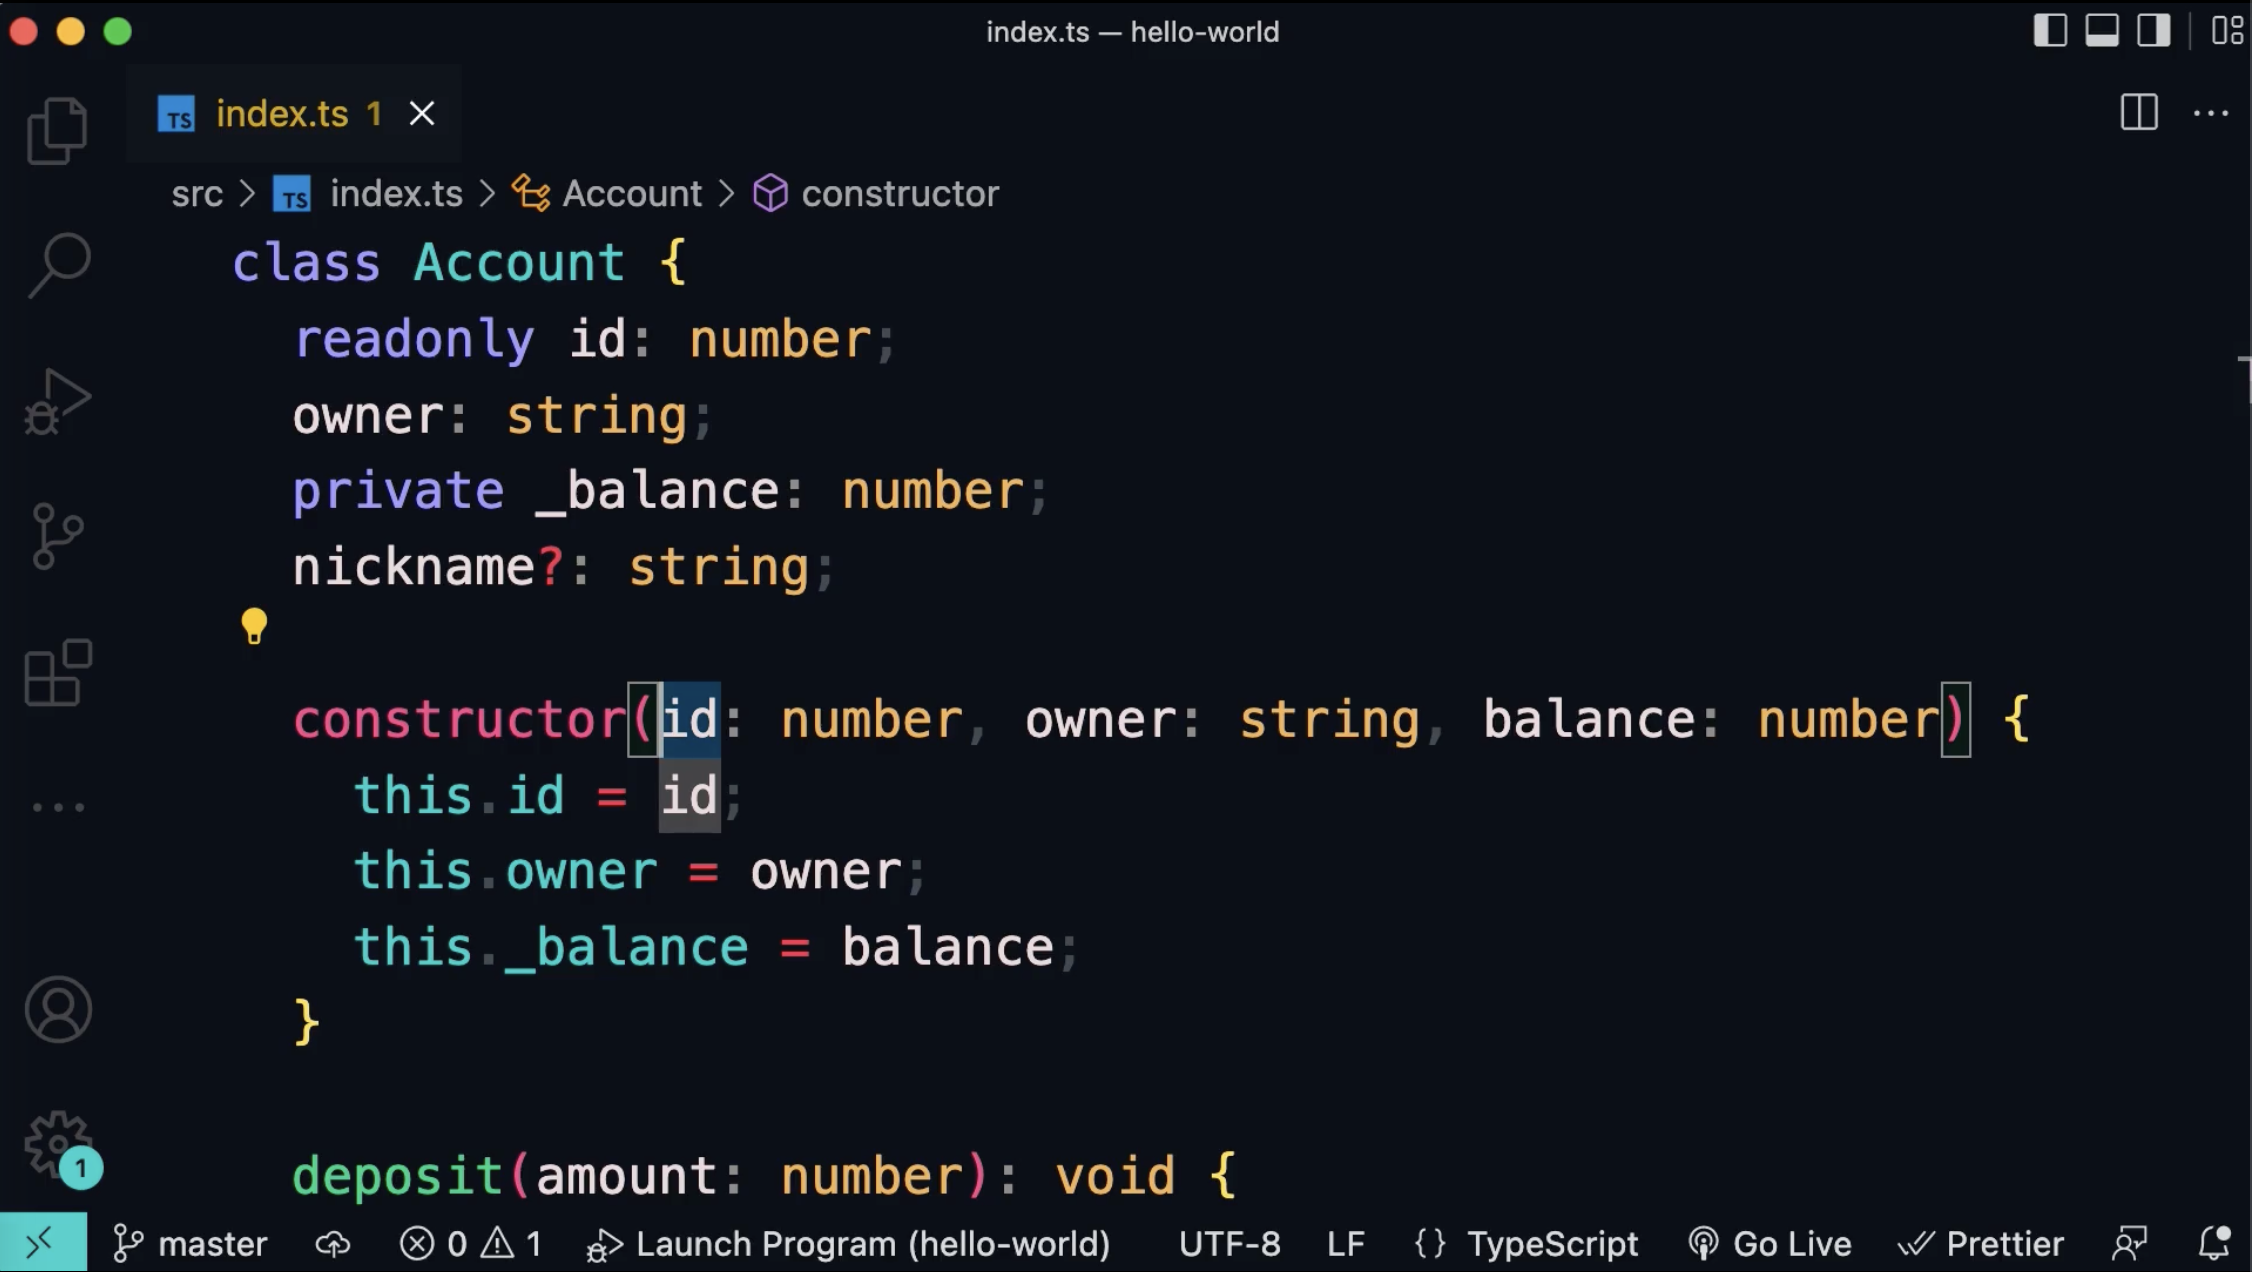 index.ts — hello-world
TS index.ts 1
src > TS index.ts > Account > constructor
class Account {
readonly id: number;
owner: string;
private _balance: number;
nickname?: string;
constructor(id: number, owner: string, balance: number) {
this.id = id;
this.owner = owner;
this._balance = balance;
}
deposit(amount: number): void {
1
master 0 1 Launch Program (hello-world) UTF-8 LF {} TypeScript Go Live Prettier